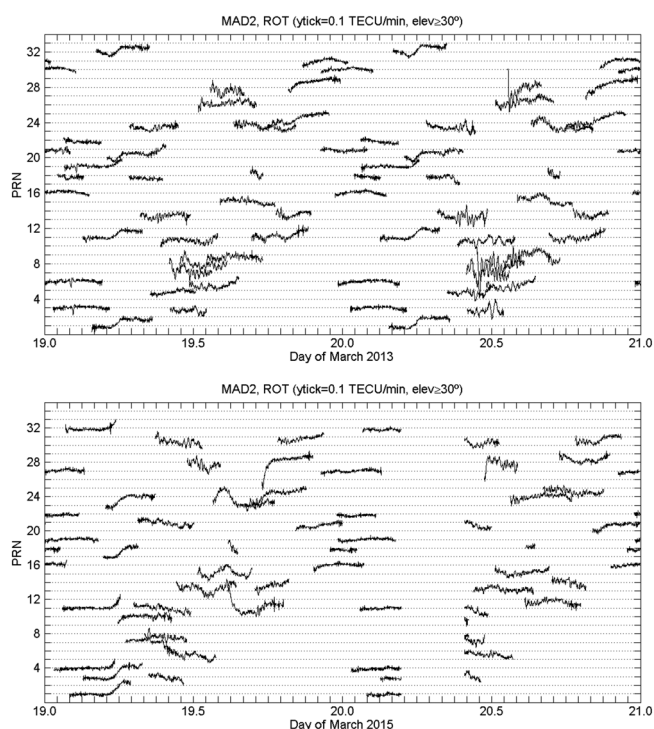 MAD2, ROT (ytick=0.1 TECU/min, elev≥30º)
32
28
24
20
16
12
8
4
PRN
19.0 19.5 20.0 20.5 21.0
Day of March 2013
MAD2, ROT (ytick=0.1 TECU/min, elev≥30º)
32
28
24
20
16
12
8
4
PRN
19.0 19.5 20.0 20.5 21.0
Day of March 2015